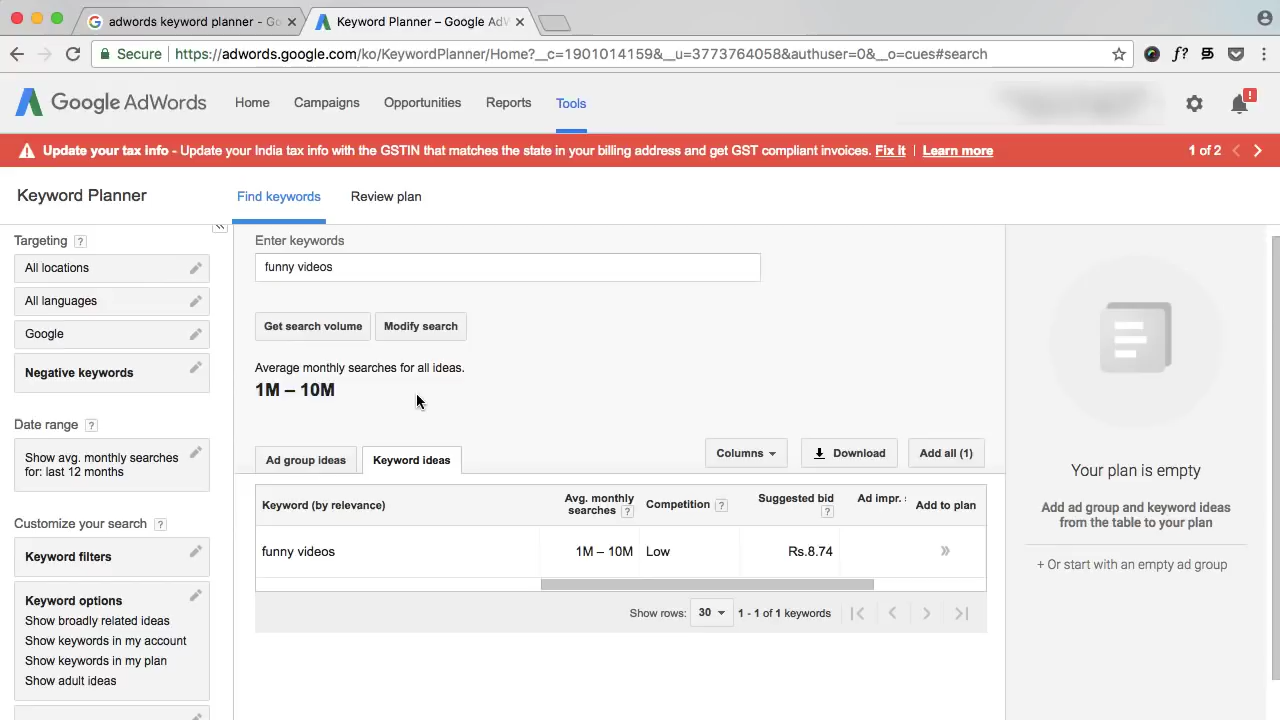 adwords keyword planner - Go
Keyword Planner – Google AdW
Secure
https://adwords.google.com/ko/KeywordPlanner/Home?__c=1901014159&__u=3773764058&authuser=0&__o=cues#search
f?
Google AdWords
Home
Campaigns
Opportunities
Reports
Tools
!
Update your tax info - Update your India tax info with the GSTIN that matches the state in your billing address and get GST compliant invoices. Fix it | Learn more
1 of 2
Keyword Planner
Find keywords
Review plan
Targeting ?
All locations
All languages
Google
Negative keywords
Date range ?
Show avg. monthly searches
for: last 12 months
Customize your search ?
Keyword filters
Keyword options
Show broadly related ideas
Show keywords in my account
Show keywords in my plan
Show adult ideas
Enter keywords
funny videos
Get search volume
Modify search
Average monthly searches for all ideas.
1M – 10M
Ad group ideas
Keyword ideas
Columns
Download
Add all (1)
Keyword (by relevance)
Avg. monthly
searches ?
Competition ?
Suggested bid
?
Ad impr. s
Add to plan
funny videos
1M – 10M
Low
Rs.8.74
»
Show rows:
30
1 - 1 of 1 keywords
Your plan is empty
Add ad group and keyword ideas
from the table to your plan
+ Or start with an empty ad group